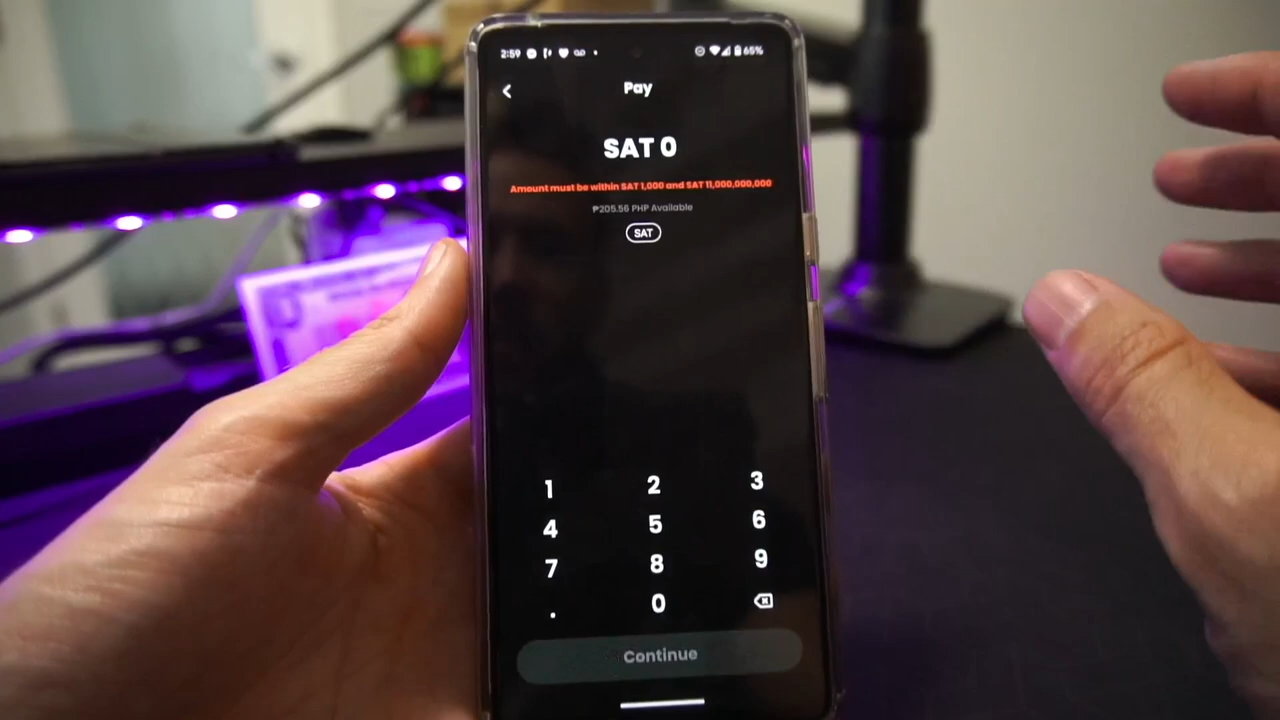 2:59
65%
Pay
SAT 0
Amount must be within SAT 1,000 and SAT 11,000,000,000
₱205.56 PHP Available
SAT
1 2 3
4 5 6
7 8 9
. 0
Continue